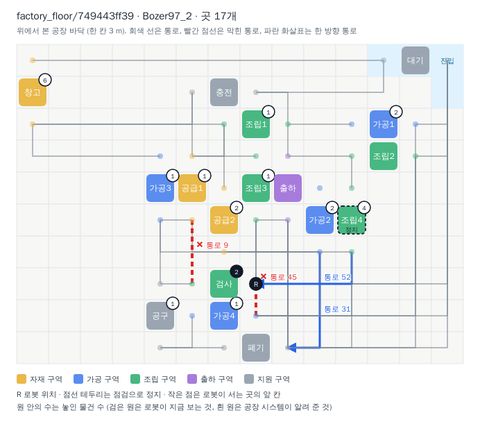 factory_floor/749443ff39 · Bozer97_2 · 곳 17개
위에서 본 공장 바닥 (한 칸 3 m). 회색 선은 통로, 빨간 점선은 막힌 통로, 파란 화살표는 한 방향 통로
대기
진입
창고 6
충전
조립1 1
가공1 2
조립2
가공3 1
공급1 1
조립3 1
출하
공급2 2
가공2 2
조립4 4
정지
× 통로 9
검사 2
R
× 통로 45
통로 52
공구 1
가공4 1
통로 31
폐기
자재 구역
가공 구역
조립 구역
출하 구역
지원 구역
R 로봇 위치 · 점선 테두리는 점검으로 정지 · 작은 점은 로봇이 서는 곳의 앞 칸
원 안의 수는 놓인 물건 수 (검은 원은 로봇이 지금 보는 것, 흰 원은 공장 시스템이 알려 준 것)